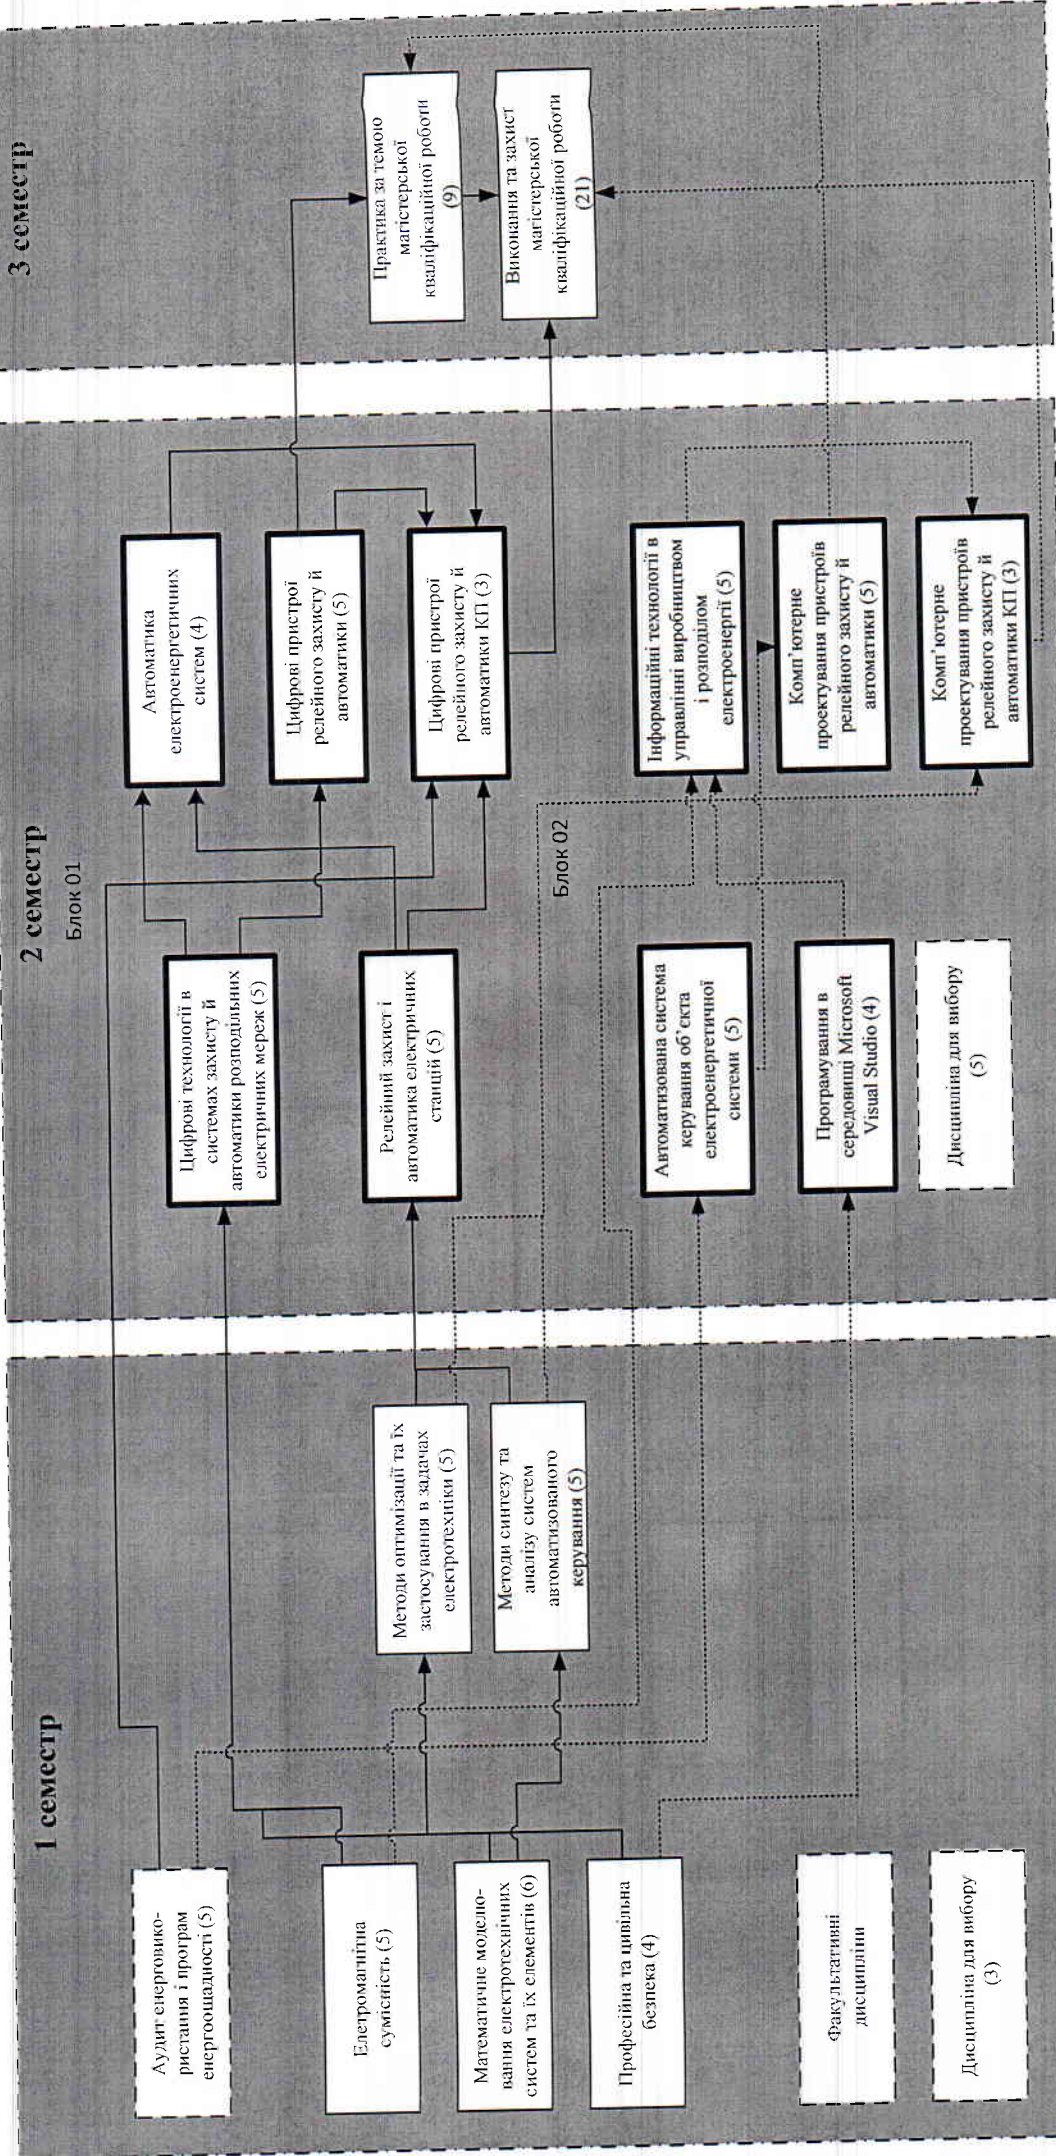 1 семестр
Аудит енерговико-
ристання і програм
енергоощадності (5)
Елетромагнітна
сумісність (5)
Математичне моделю-
вання електротехнічних
систем та їх елементів (6)
Професійна та цивільна
безпека (4)
Факультативні
дисципліни
Дисципліна для вибору
(3)
Методи оптимізації та їх
застосування в задачах
електротехніки (5)
Методи синтезу та
аналізу систем
автоматизованого
керування (5)
2 семестр
Блок 01
Цифрові технології в
системах захисту й
автоматики розподільних
електричних мереж (5)
Релейний захист і
автоматика електричних
станцій (5)
Автоматика
електроенергетичних
систем (4)
Цифрові пристрої
релейного захисту й
автоматики (5)
Цифрові пристрої
релейного захисту й
автоматики КП (3)
Блок 02
Автоматизована система
керування об’єкта
електроенергетичної
системи (5)
Програмування в
середовищі Microsoft
Visual Studio (4)
Дисципліна для вибору
(5)
Інформаційні технології в
управлінні виробництвом
і розподілом
електроенергії (5)
Комп’ютерне
проектування пристроїв
релейного захисту й
автоматики (5)
Комп’ютерне
проектування пристроїв
релейного захисту й
автоматики КП (3)
3 семестр
Практика за темою
магістерської
кваліфікаційної роботи
(9)
Виконання та захист
магістерської
кваліфікаційної роботи
(21)